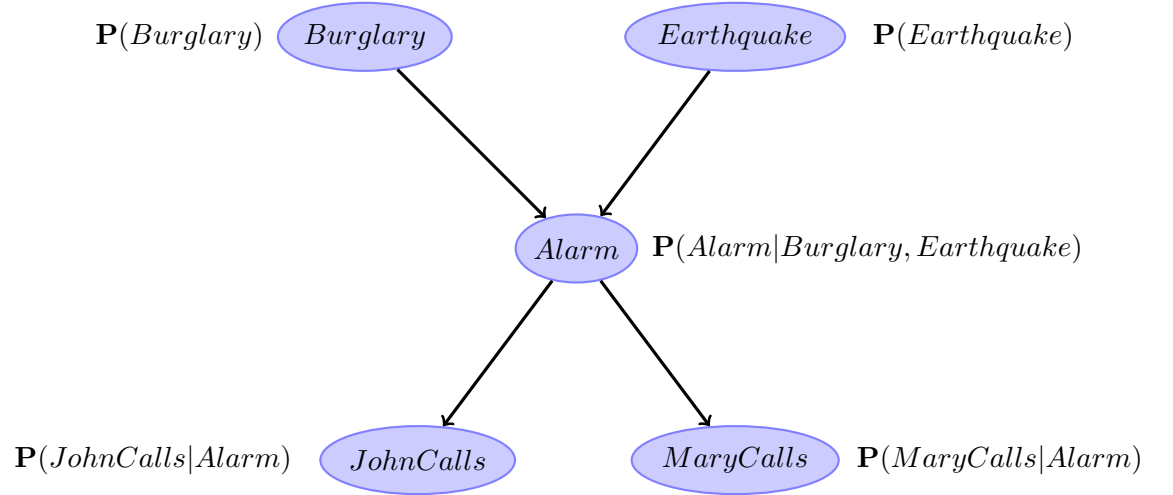 P(Burglary) Burglary Earthquake P(Earthquake)
Alarm P(Alarm|Burglary, Earthquake)
P(JohnCalls|Alarm) JohnCalls MaryCalls P(MaryCalls|Alarm)